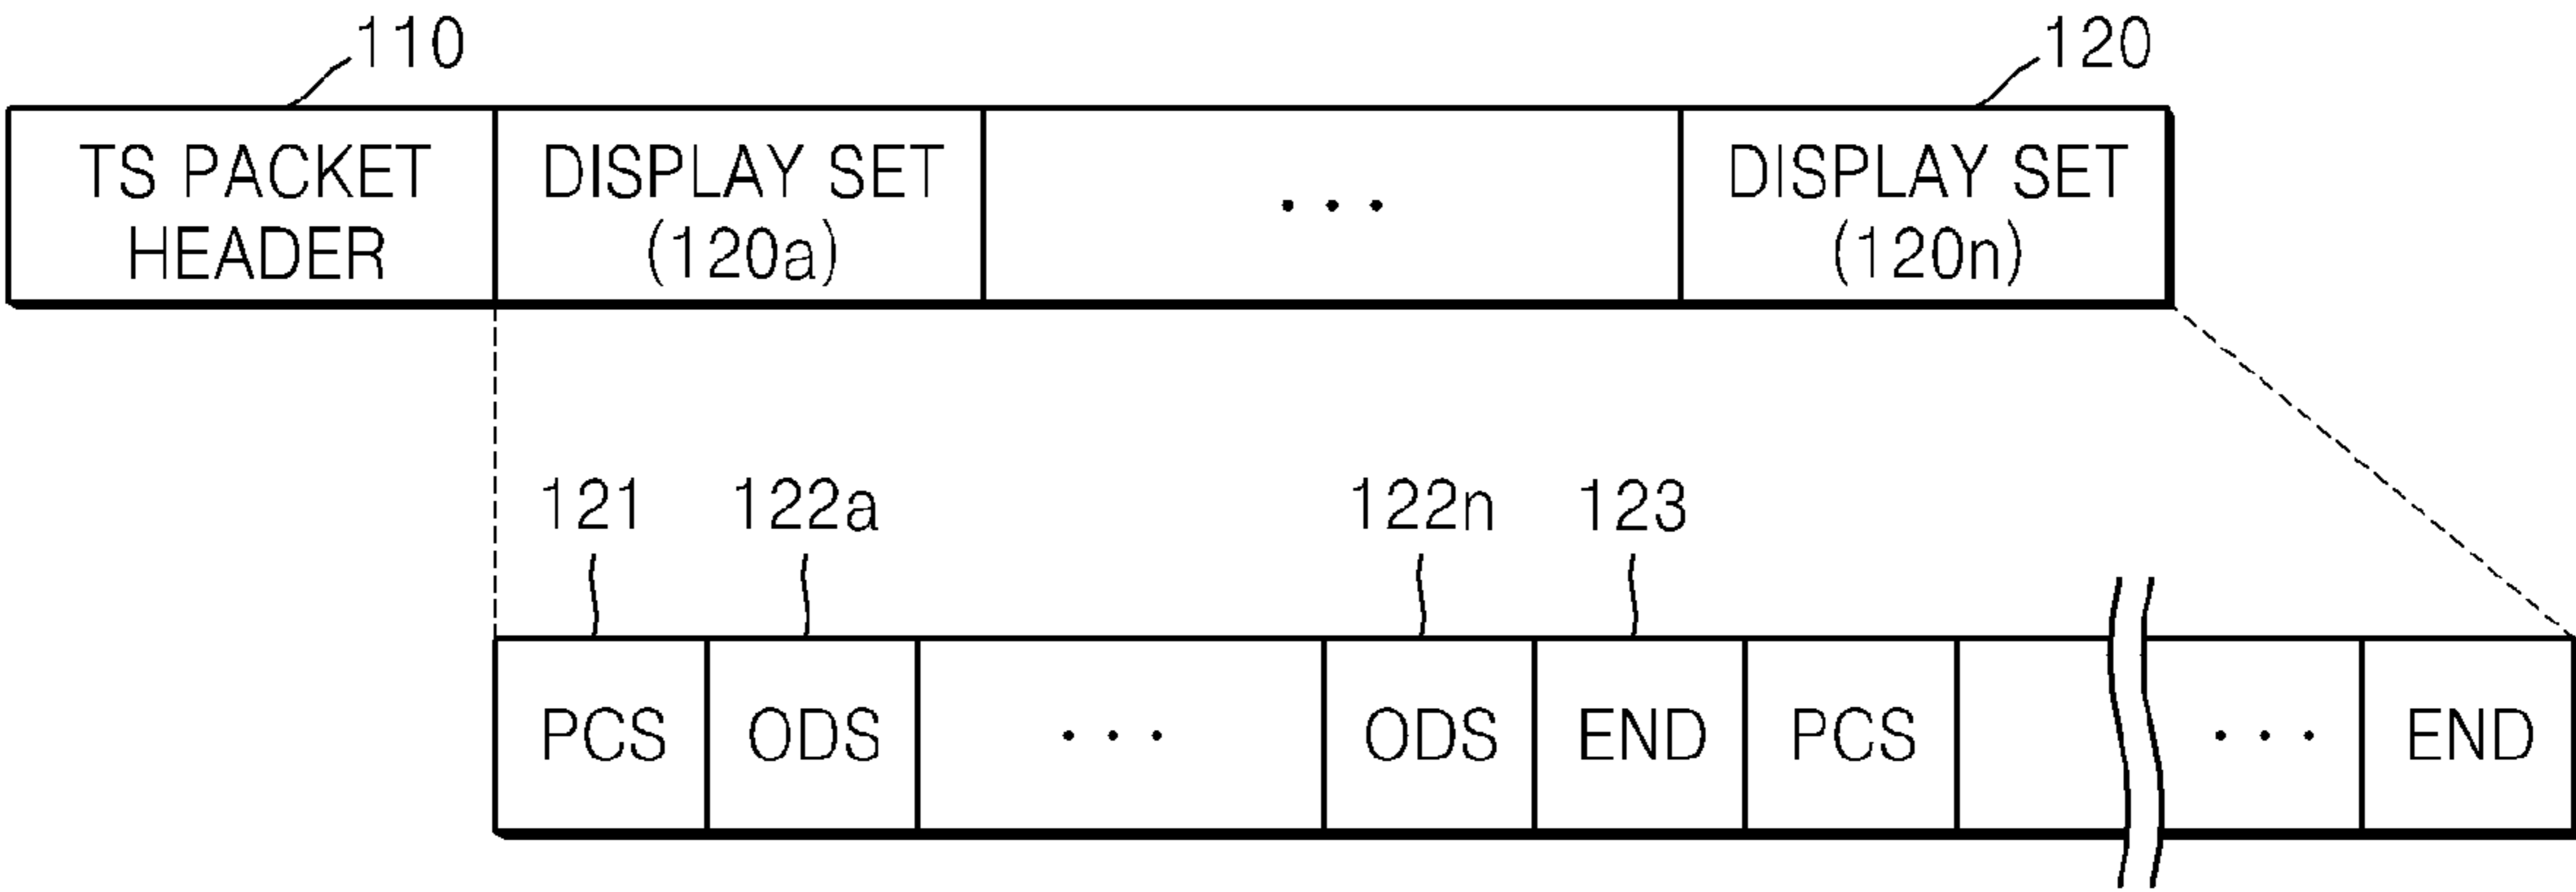 110
120
TS PACKET
HEADER
DISPLAY SET
(120a)
...
DISPLAY SET
(120n)
121
122a
122n
123
PCS
ODS
...
ODS
END
PCS
...
END